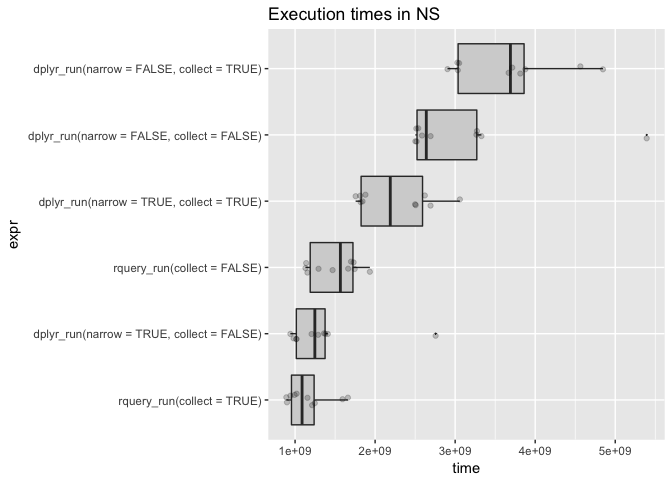 Execution times in NS
dplyr_run(narrow = FALSE, collect = TRUE)
dplyr_run(narrow = FALSE, collect = FALSE)
dplyr_run(narrow = TRUE, collect = TRUE)
expr
rquery_run(collect = FALSE)
dplyr_run(narrow = TRUE, collect = FALSE)
rquery_run(collect = TRUE)
1e+09 2e+09 3e+09 4e+09 5e+09
time